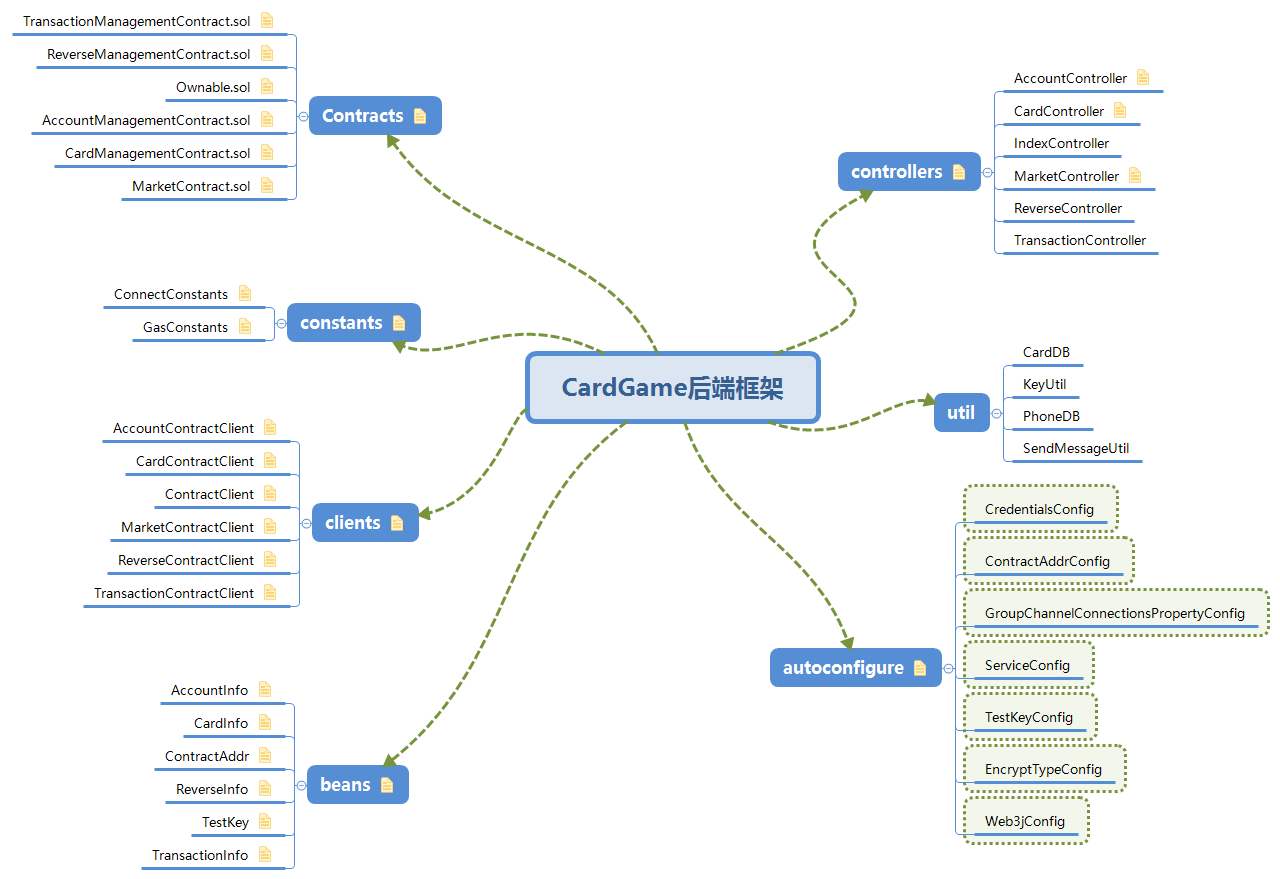 CardGame后端框架
Contracts
TransactionManagementContract.sol
ReverseManagementContract.sol
Ownable.sol
AccountManagementContract.sol
CardManagementContract.sol
MarketContract.sol
constants
ConnectConstants
GasConstants
clients
AccountContractClient
CardContractClient
ContractClient
MarketContractClient
ReverseContractClient
TransactionContractClient
beans
AccountInfo
CardInfo
ContractAddr
ReverseInfo
TestKey
TransactionInfo
controllers
AccountController
CardController
IndexController
MarketController
ReverseController
TransactionController
util
CardDB
KeyUtil
PhoneDB
SendMessageUtil
autoconfigure
CredentialsConfig
ContractAddrConfig
GroupChannelConnectionsPropertyConfig
ServiceConfig
TestKeyConfig
EncryptTypeConfig
Web3jConfig